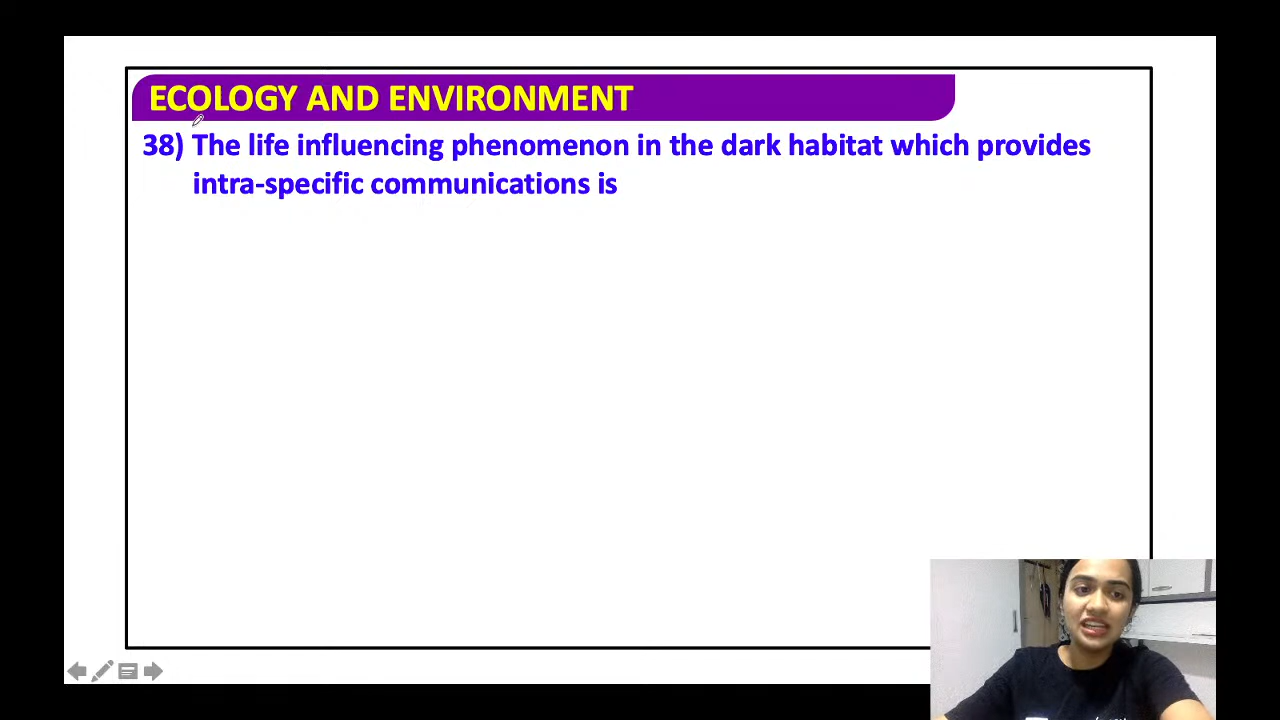 ECOLOGY AND ENVIRONMENT
38) The life influencing phenomenon in the dark habitat which provides
intra-specific communications is